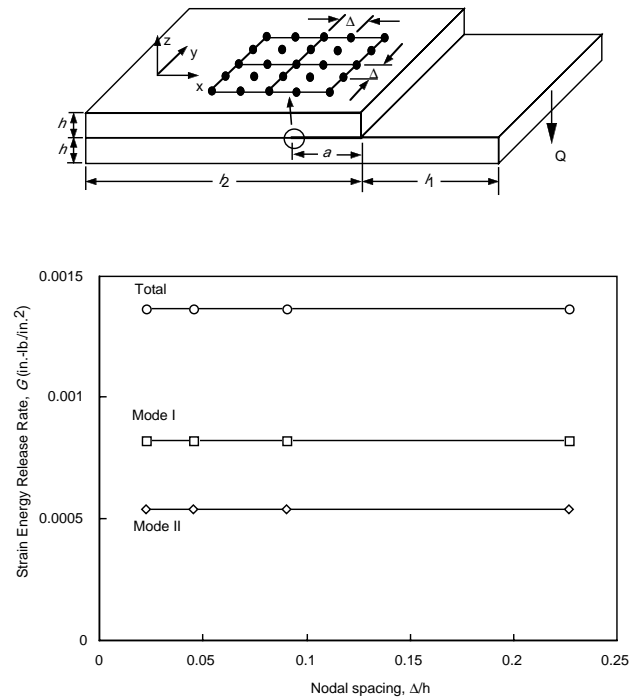 Δ
z
y
Δ
x
h
h
a
Q
l2
l1
0.0015
Total
0.001
Mode I
0.0005
Mode II
0
Strain Energy Release Rate, G (in.-lb./in.2)
0 0.05 0.1 0.15 0.2 0.25
Nodal spacing, Δ/h